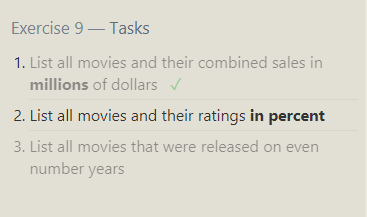 Exercise 9 — Tasks
1. List all movies and their combined sales in
millions of dollars ✓
2. List all movies and their ratings in percent
3. List all movies that were released on even
number years